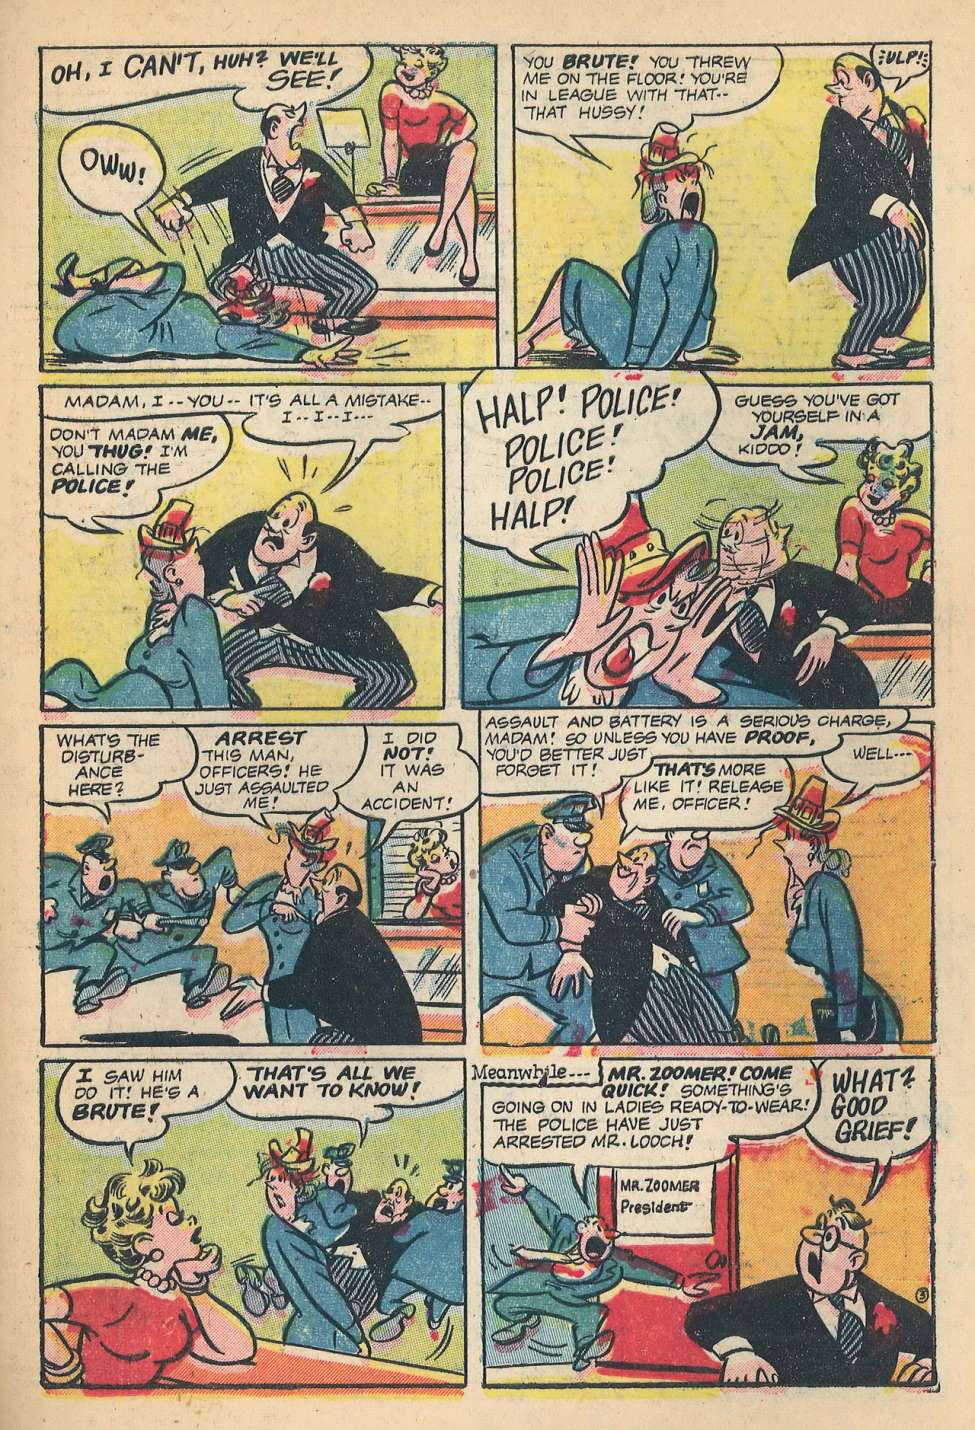 OH, I CAN'T, HUH? WE'LL
SEE!
OWW!
YOU BRUTE! YOU THREW
ME ON THE FLOOR! YOU'RE
IN LEAGUE WITH THAT--
THAT HUSSY!
ULP!
MADAM, I--YOU-- IT'S ALL A MISTAKE--
I--I--I---
DON'T MADAM ME,
YOU THUG! I'M
CALLING THE
POLICE!
HALP! POLICE!
POLICE!
POLICE!
HALP!
GUESS YOU'VE GOT
YOURSELF IN A
JAM,
KIDDO!
WHAT'S THE
DISTURB-
ANCE
HERE?
ARREST
THIS MAN,
OFFICERS! HE
JUST ASSAULTED
ME!
I DID
NOT!
IT WAS
AN
ACCIDENT!
ASSAULT AND BATTERY IS A SERIOUS CHARGE,
MADAM! SO UNLESS YOU HAVE PROOF,
YOU'D BETTER JUST
FORGET IT!
THAT'S MORE
LIKE IT! RELEASE
ME, OFFICER!
WELL---
I SAW HIM
DO IT! HE'S A
BRUTE!
THAT'S ALL WE
WANT TO KNOW!
Meanwhile---
MR. ZOOMER! COME
QUICK! SOMETHING'S
GOING ON IN LADIES READY-TO-WEAR!
THE POLICE HAVE JUST
ARRESTED MR. LOOCH!
WHAT?
GOOD
GRIEF!
MR. ZOOMER
President
3